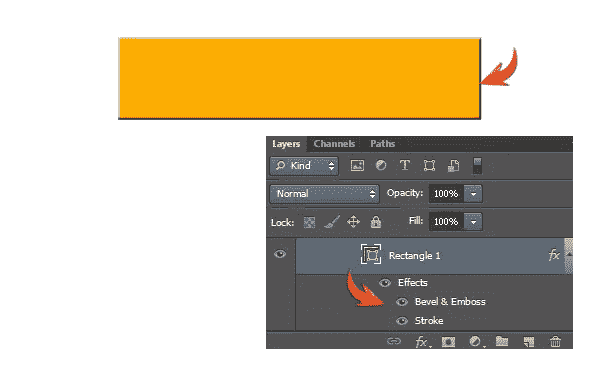 Layers Channels Paths
Kind T
Normal Opacity: 100%
Lock: Fill: 100%
Rectangle 1 fx
Effects
Bevel & Emboss
Stroke
fx